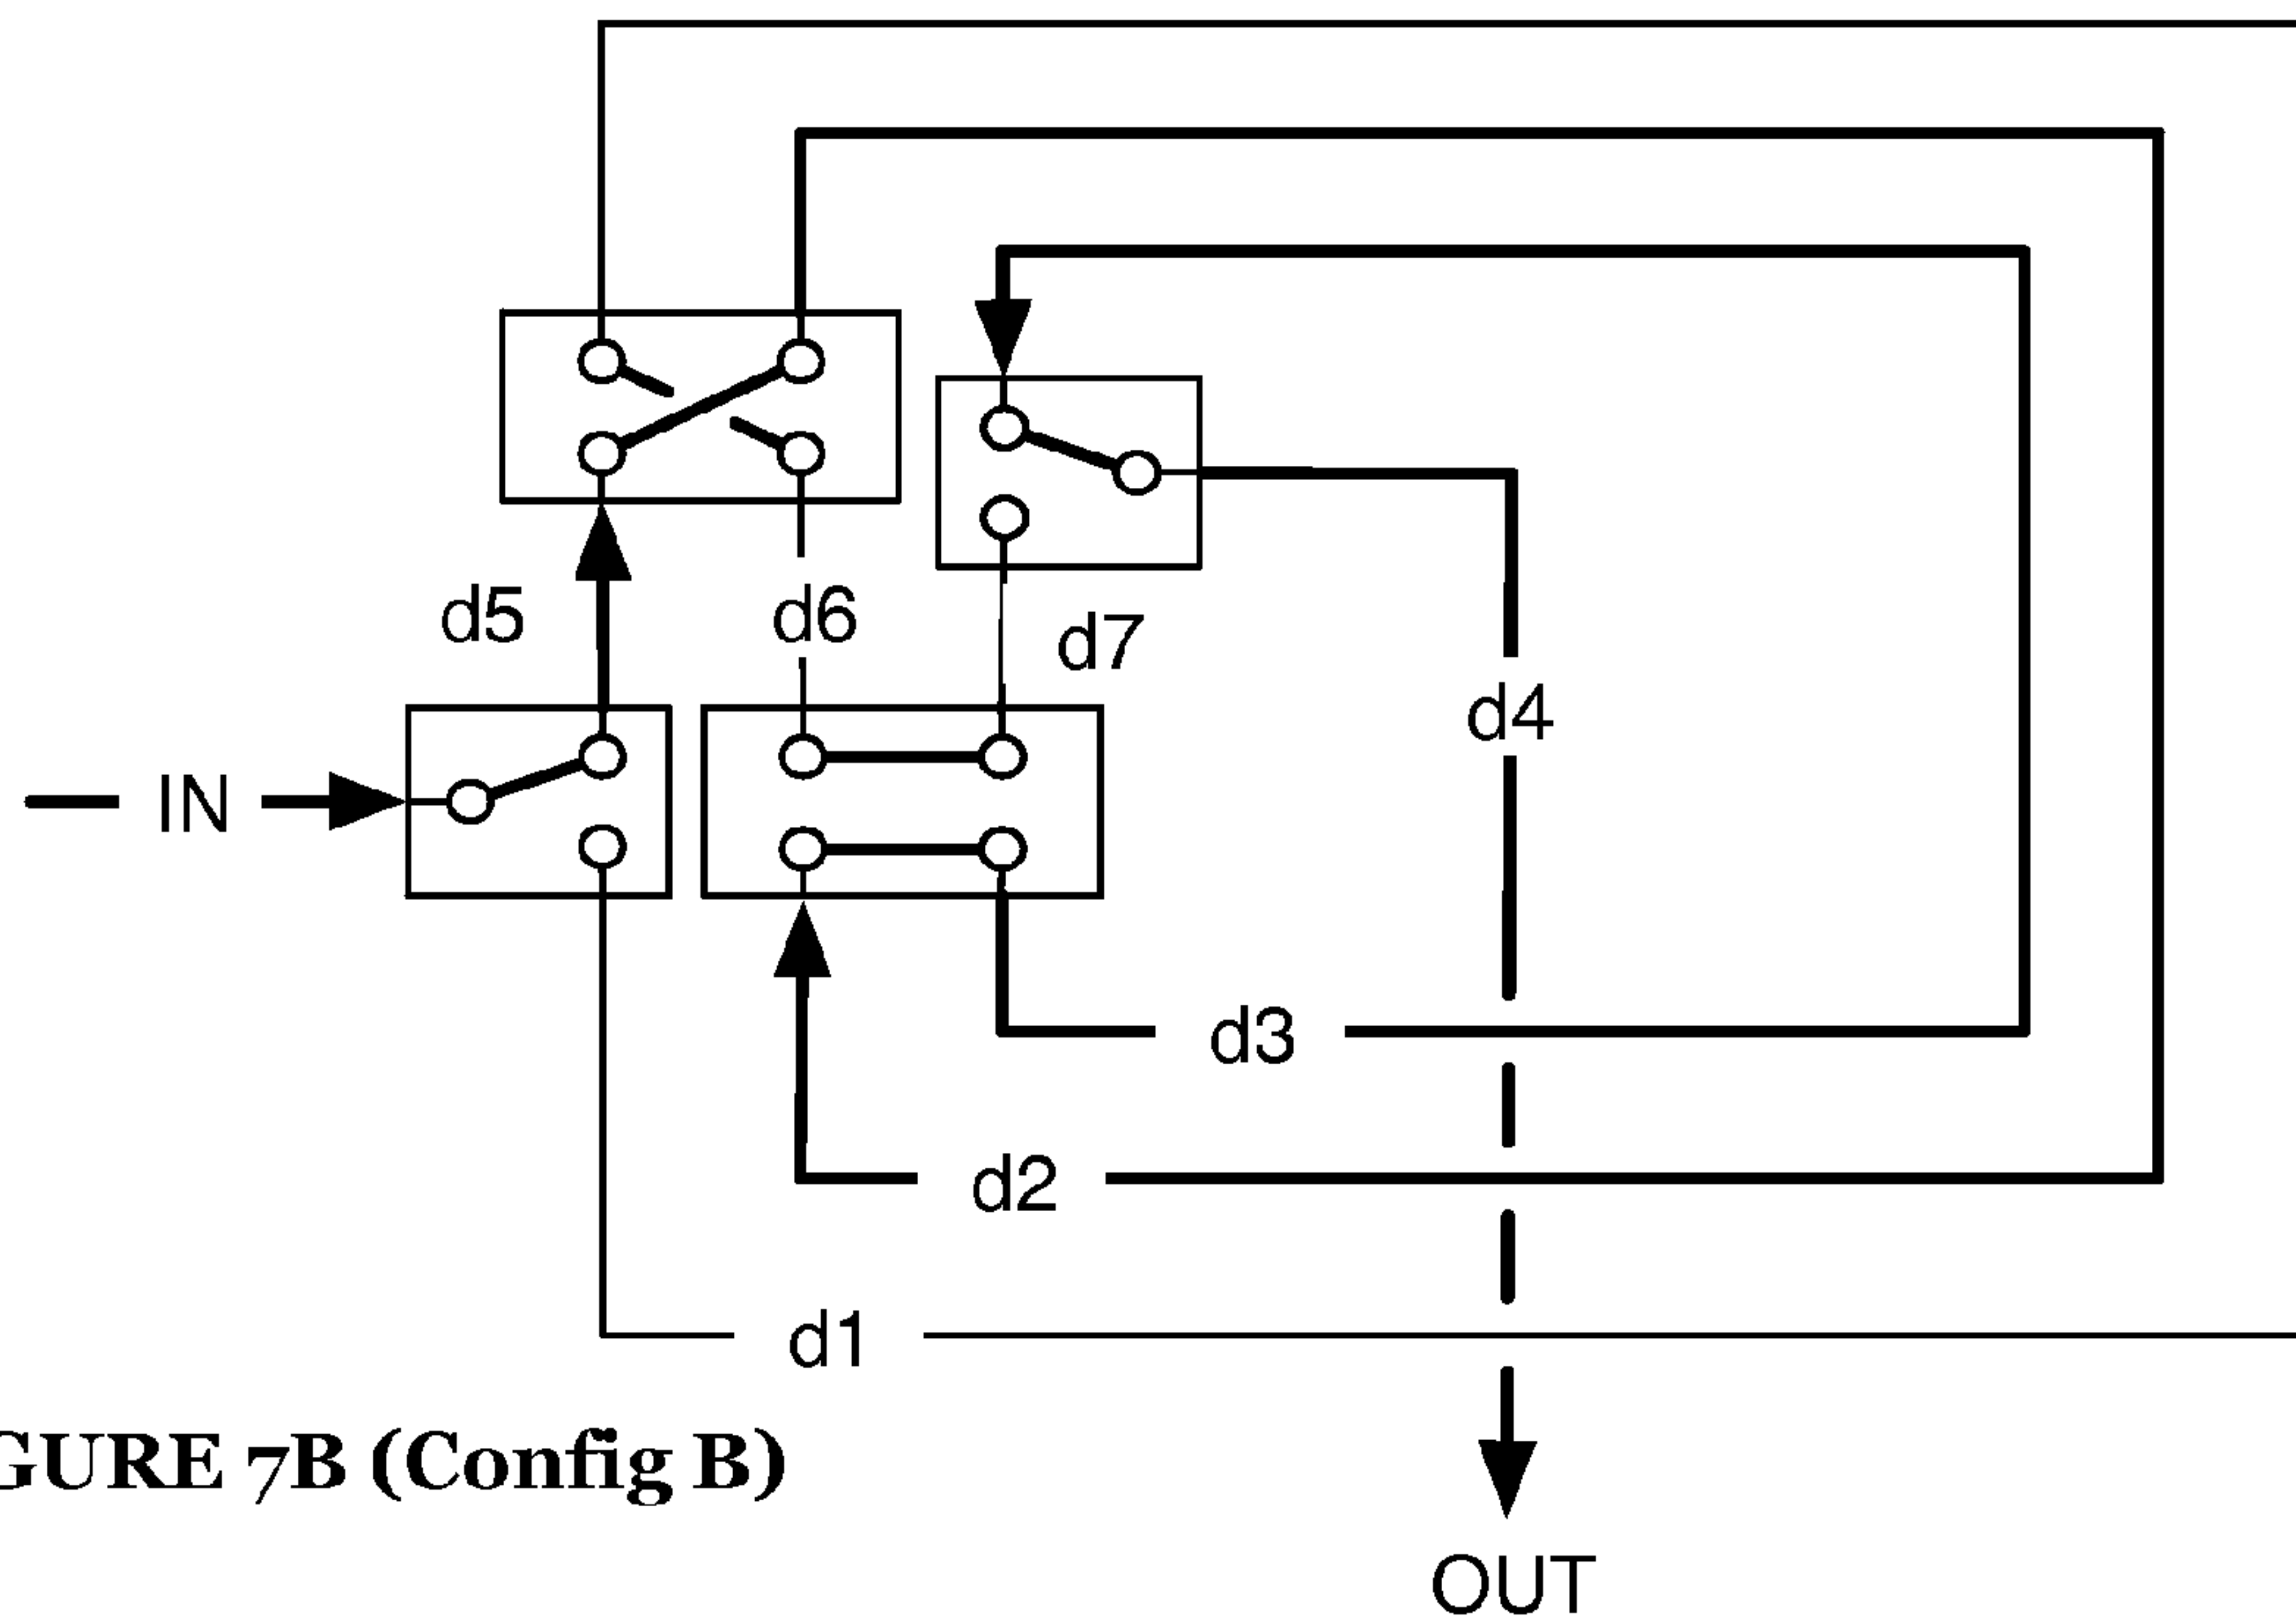 d5
d6
d7
d4
IN
d3
d2
d1
GURE 7B (Config B)
OUT